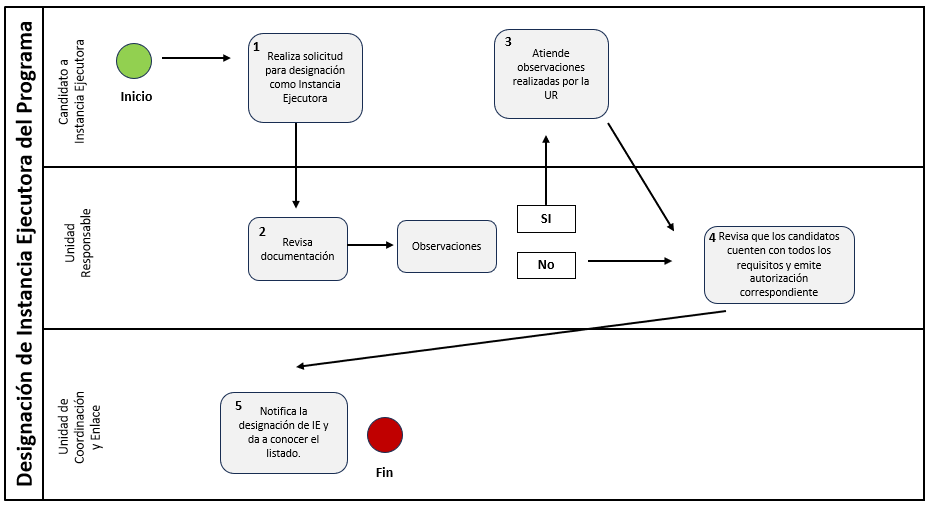 Designación de Instancia Ejecutora del Programa
Candidato a
Instancia Ejecutora
Inicio
1
Realiza solicitud
para designación
como Instancia
Ejecutora
3
Atiende
observaciones
realizadas por la
UR
Unidad
Responsable
2
Revisa
documentación
Observaciones
SI
No
4 Revisa que los candidatos
cuenten con todos los
requisitos y emite
autorización
correspondiente
Unidad de
Coordinación
y Enlace
5
Notifica la
designación de IE y
da a conocer el
listado.
Fin